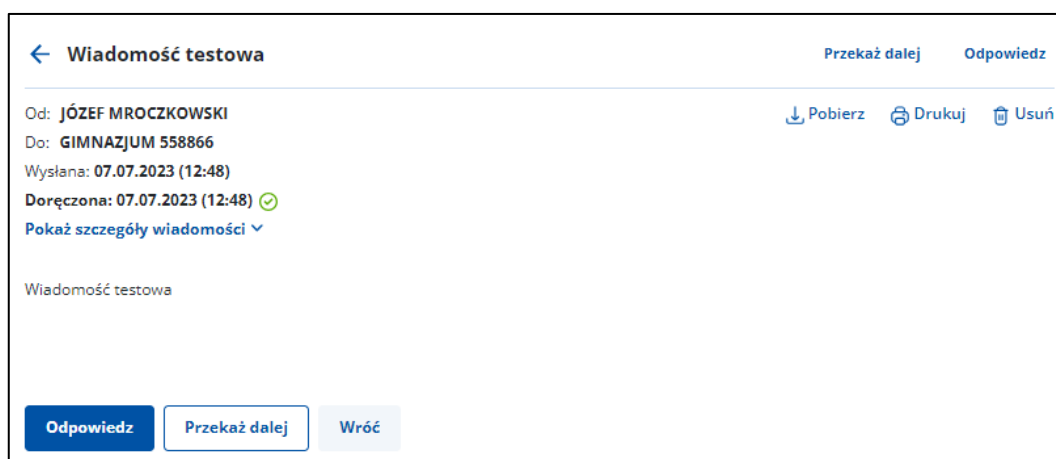 Wiadomość testowa
Przekaż dalej Odpowiedz
Od: JÓZEF MROCZKOWSKI
Pobierz Drukuj Usuń
Do: GIMNAZJUM 558866
Wysłana: 07.07.2023 (12:48)
Doręczona: 07.07.2023 (12:48)
Pokaż szczegóły wiadomości
Wiadomość testowa
Odpowiedz Przekaż dalej Wróć